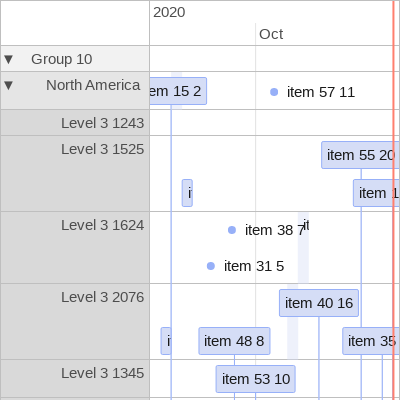 2020
Oct
▼ Group 10
▼ North America
em 15 2
item 57 11
Level 3 1243
Level 3 1525
item 55 20
item 1
Level 3 1624
item 38 7
it
item 31 5
Level 3 2076
item 40 16
item 48 8
item 35
Level 3 1345
item 53 10